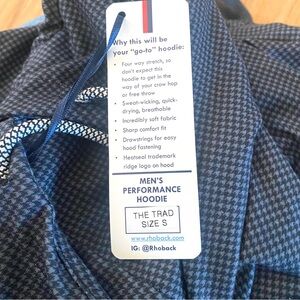 Why this will be
your "go-to" hoodie:
• Four way stretch, so
don't expect this
hoodie to get in the
way of your crow hop
or free throw
• Sweat-wicking, quick-
drying, breathable
• Incredibly soft fabric
• Sharp comfort fit
• Drawstrings for easy
hood fastening
• Heatseal trademark
ridge logo on hood
MEN'S
PERFORMANCE
HOODIE
THE TRAD
SIZE S
www.rhoback.com
IG: @Rhoback